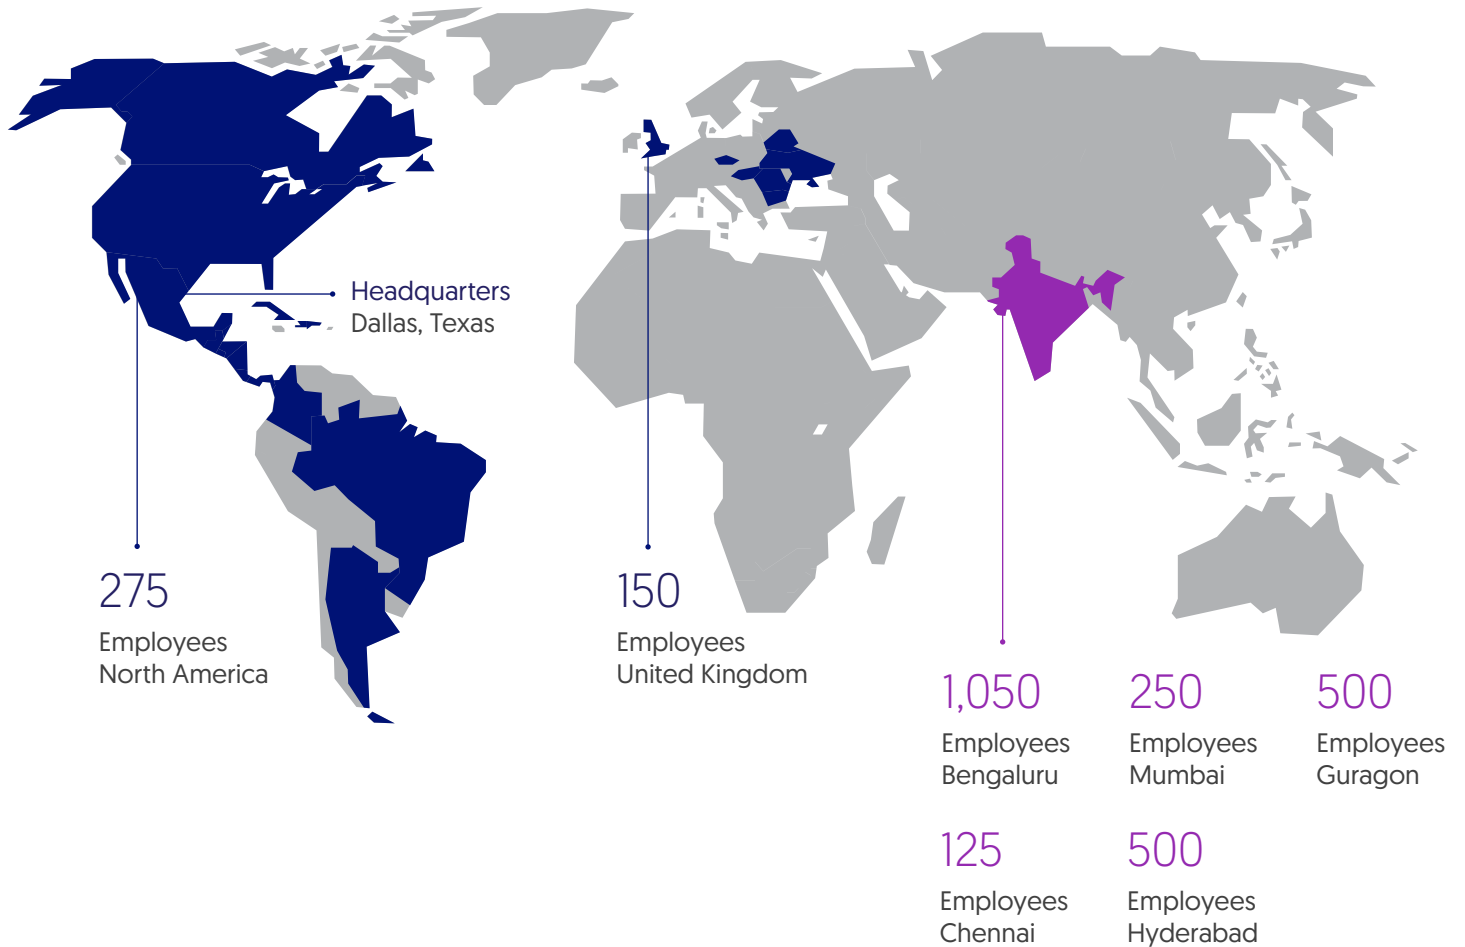 Headquarters
Dallas, Texas
275
Employees
North America
150
Employees
United Kingdom
1,050
Employees
Bengaluru
250
Employees
Mumbai
500
Employees
Guragon
125
Employees
Chennai
500
Employees
Hyderabad